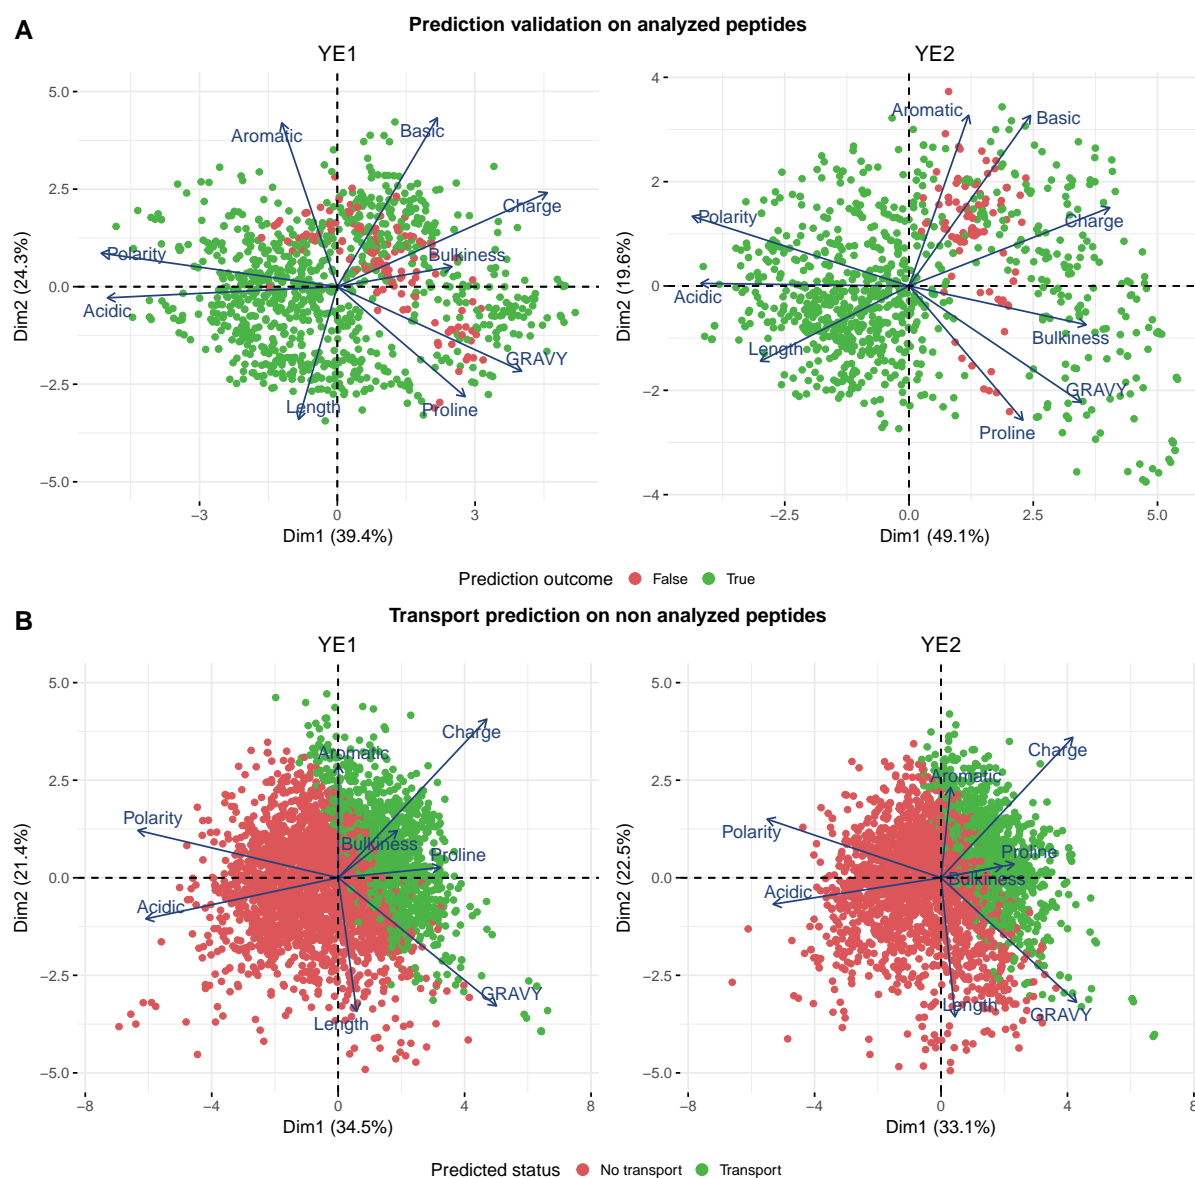 A
Prediction validation on analyzed peptides
YE1
YE2
5.0
2.5
0.0
−2.5
−5.0
Dim2 (24.3%)
Aromatic
Basic
Charge
Polarity
Bulkiness
Acidic
GRAVY
Length
Proline
−3
0
3
Dim1 (39.4%)
4
2
0
−2
−4
Dim2 (19.6%)
Aromatic
Basic
Polarity
Charge
Acidic
Bulkiness
Length
GRAVY
Proline
−2.5
0.0
2.5
5.0
Dim1 (49.1%)
Prediction outcome False True
B
Transport prediction on non analyzed peptides
YE1
YE2
5.0
2.5
0.0
−2.5
−5.0
Dim2 (21.4%)
Charge
Aromatic
Polarity
Bulkiness
Proline
Acidic
GRAVY
Length
−8
−4
0
4
8
Dim1 (34.5%)
5.0
2.5
0.0
−2.5
−5.0
Dim2 (22.5%)
Charge
Aromatic
Polarity
Proline
Bulkiness
Acidic
Length
GRAVY
−8
−4
0
4
8
Dim1 (33.1%)
Predicted status No transport Transport